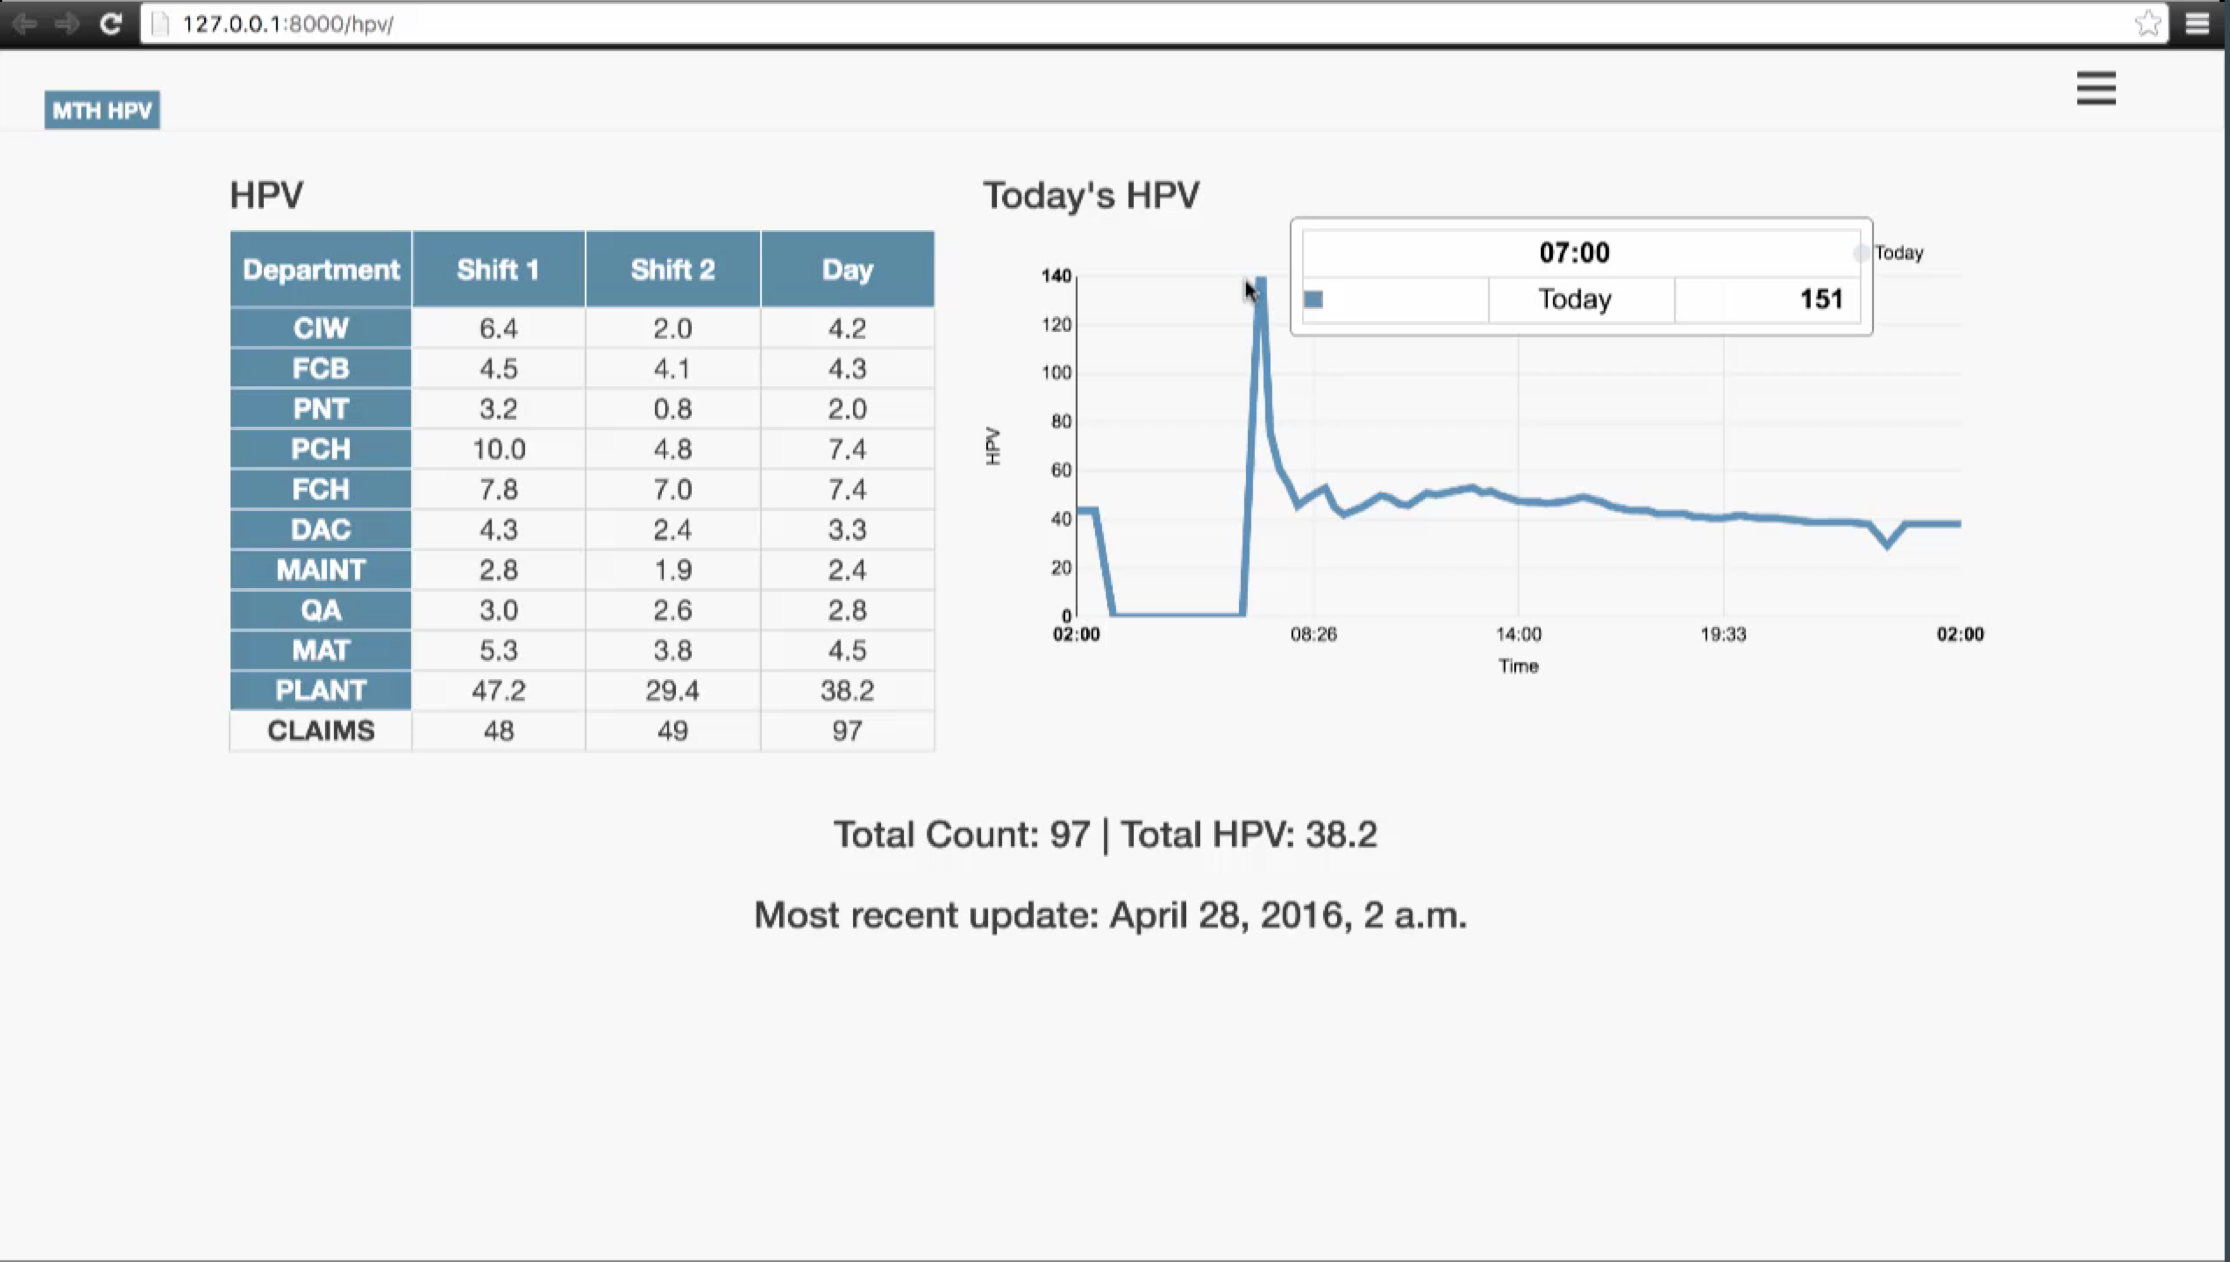 127.0.0.1:8000/hpv/
MTH HPV
HPV
Department Shift 1 Shift 2 Day
CIW 6.4 2.0 4.2
FCB 4.5 4.1 4.3
PNT 3.2 0.8 2.0
PCH 10.0 4.8 7.4
FCH 7.8 7.0 7.4
DAC 4.3 2.4 3.3
MAINT 2.8 1.9 2.4
QA 3.0 2.6 2.8
MAT 5.3 3.8 4.5
PLANT 47.2 29.4 38.2
CLAIMS 48 49 97
Today's HPV
07:00
Today 151
Today
140
120
100
80
60
40
20
0
HPV
02:00 08:26 14:00 19:33 02:00
Time
Total Count: 97 | Total HPV: 38.2
Most recent update: April 28, 2016, 2 a.m.